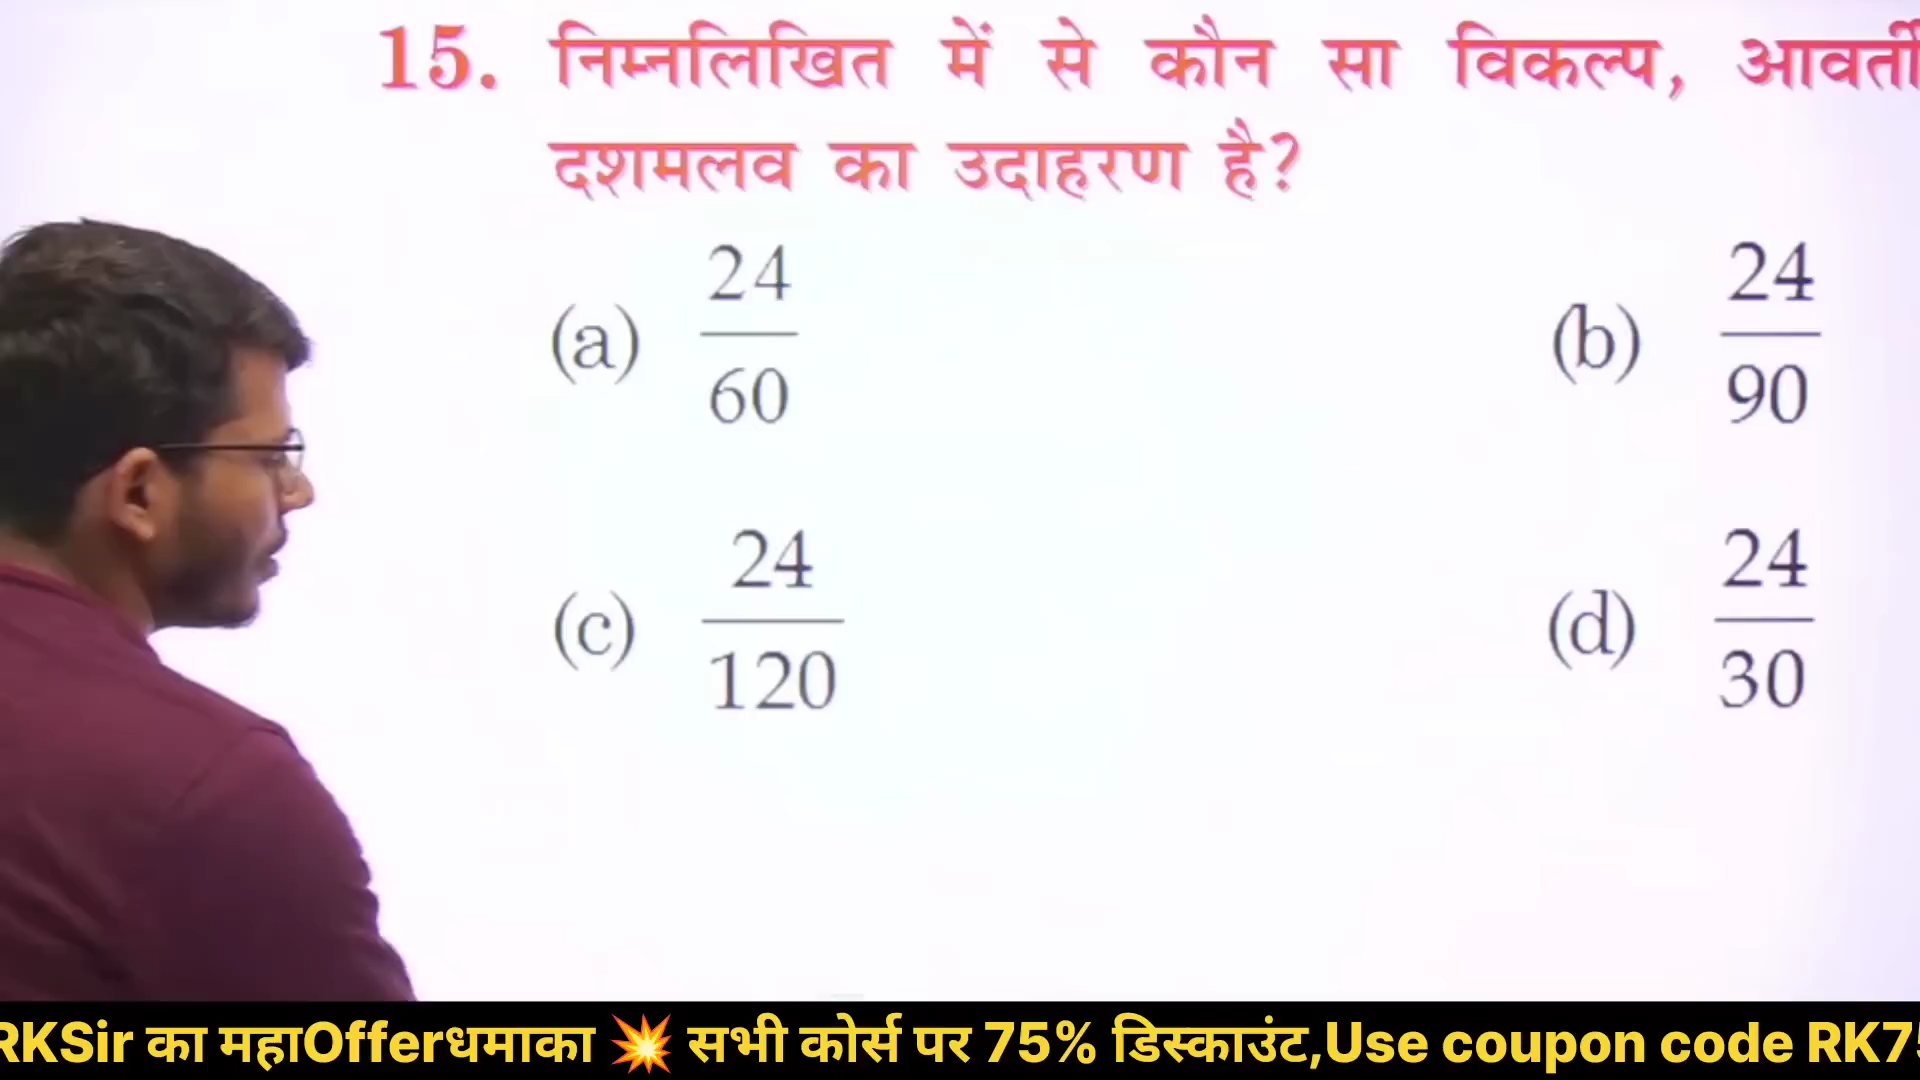 15. निम्नलिखित में से कौन सा विकल्प, आवर्ती
दशमलव का उदाहरण है?
(a) 24/60 (b) 24/90
(c) 24/120 (d) 24/30
RKSir का महाOfferधमाका 💥 सभी कोर्स पर 75% डिस्काउंट,Use coupon code RK75